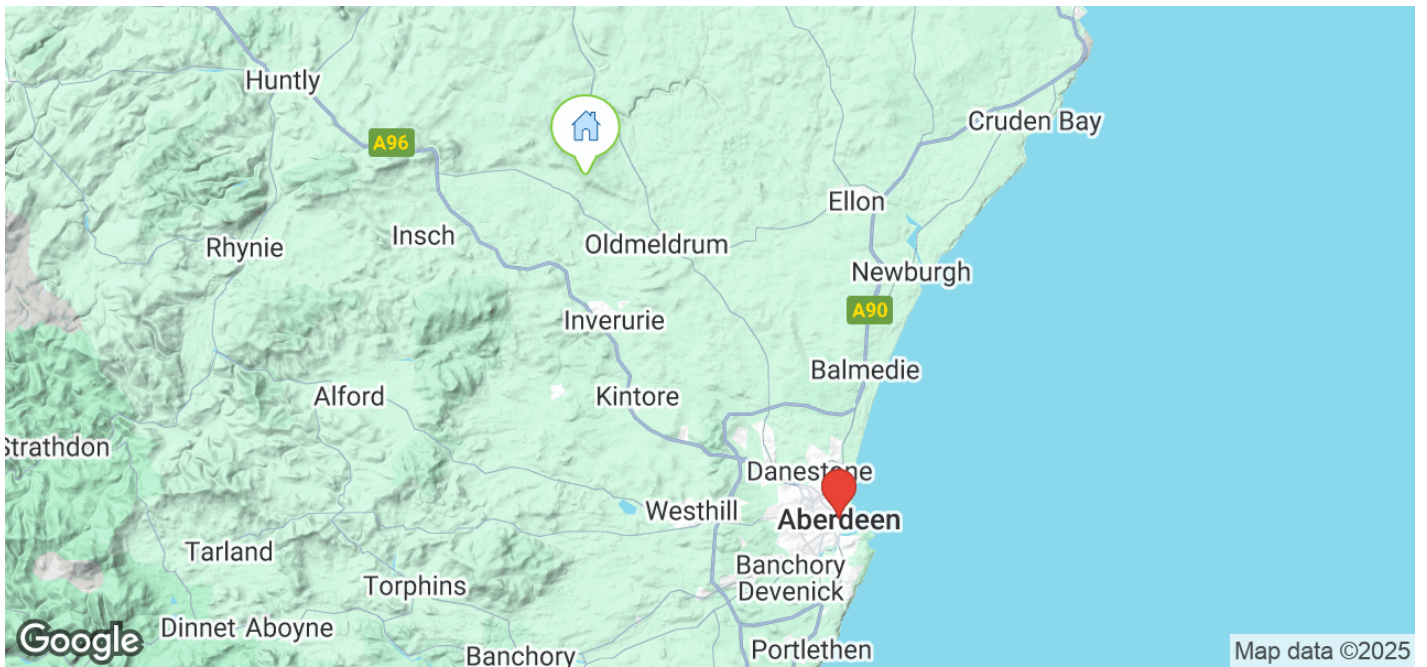 Huntly
Cruden Bay
A96
Ellon
Insch
Rhynie
Oldmeldrum
Newburgh
A90
Inverurie
Balmedie
Alford
Kintore
Strathdon
Danestone
Westhill
Aberdeen
Tarland
Banchory
Devenick
Torphins
Dinnet Aboyne
Banchory
Portlethen
Google
Map data ©2025